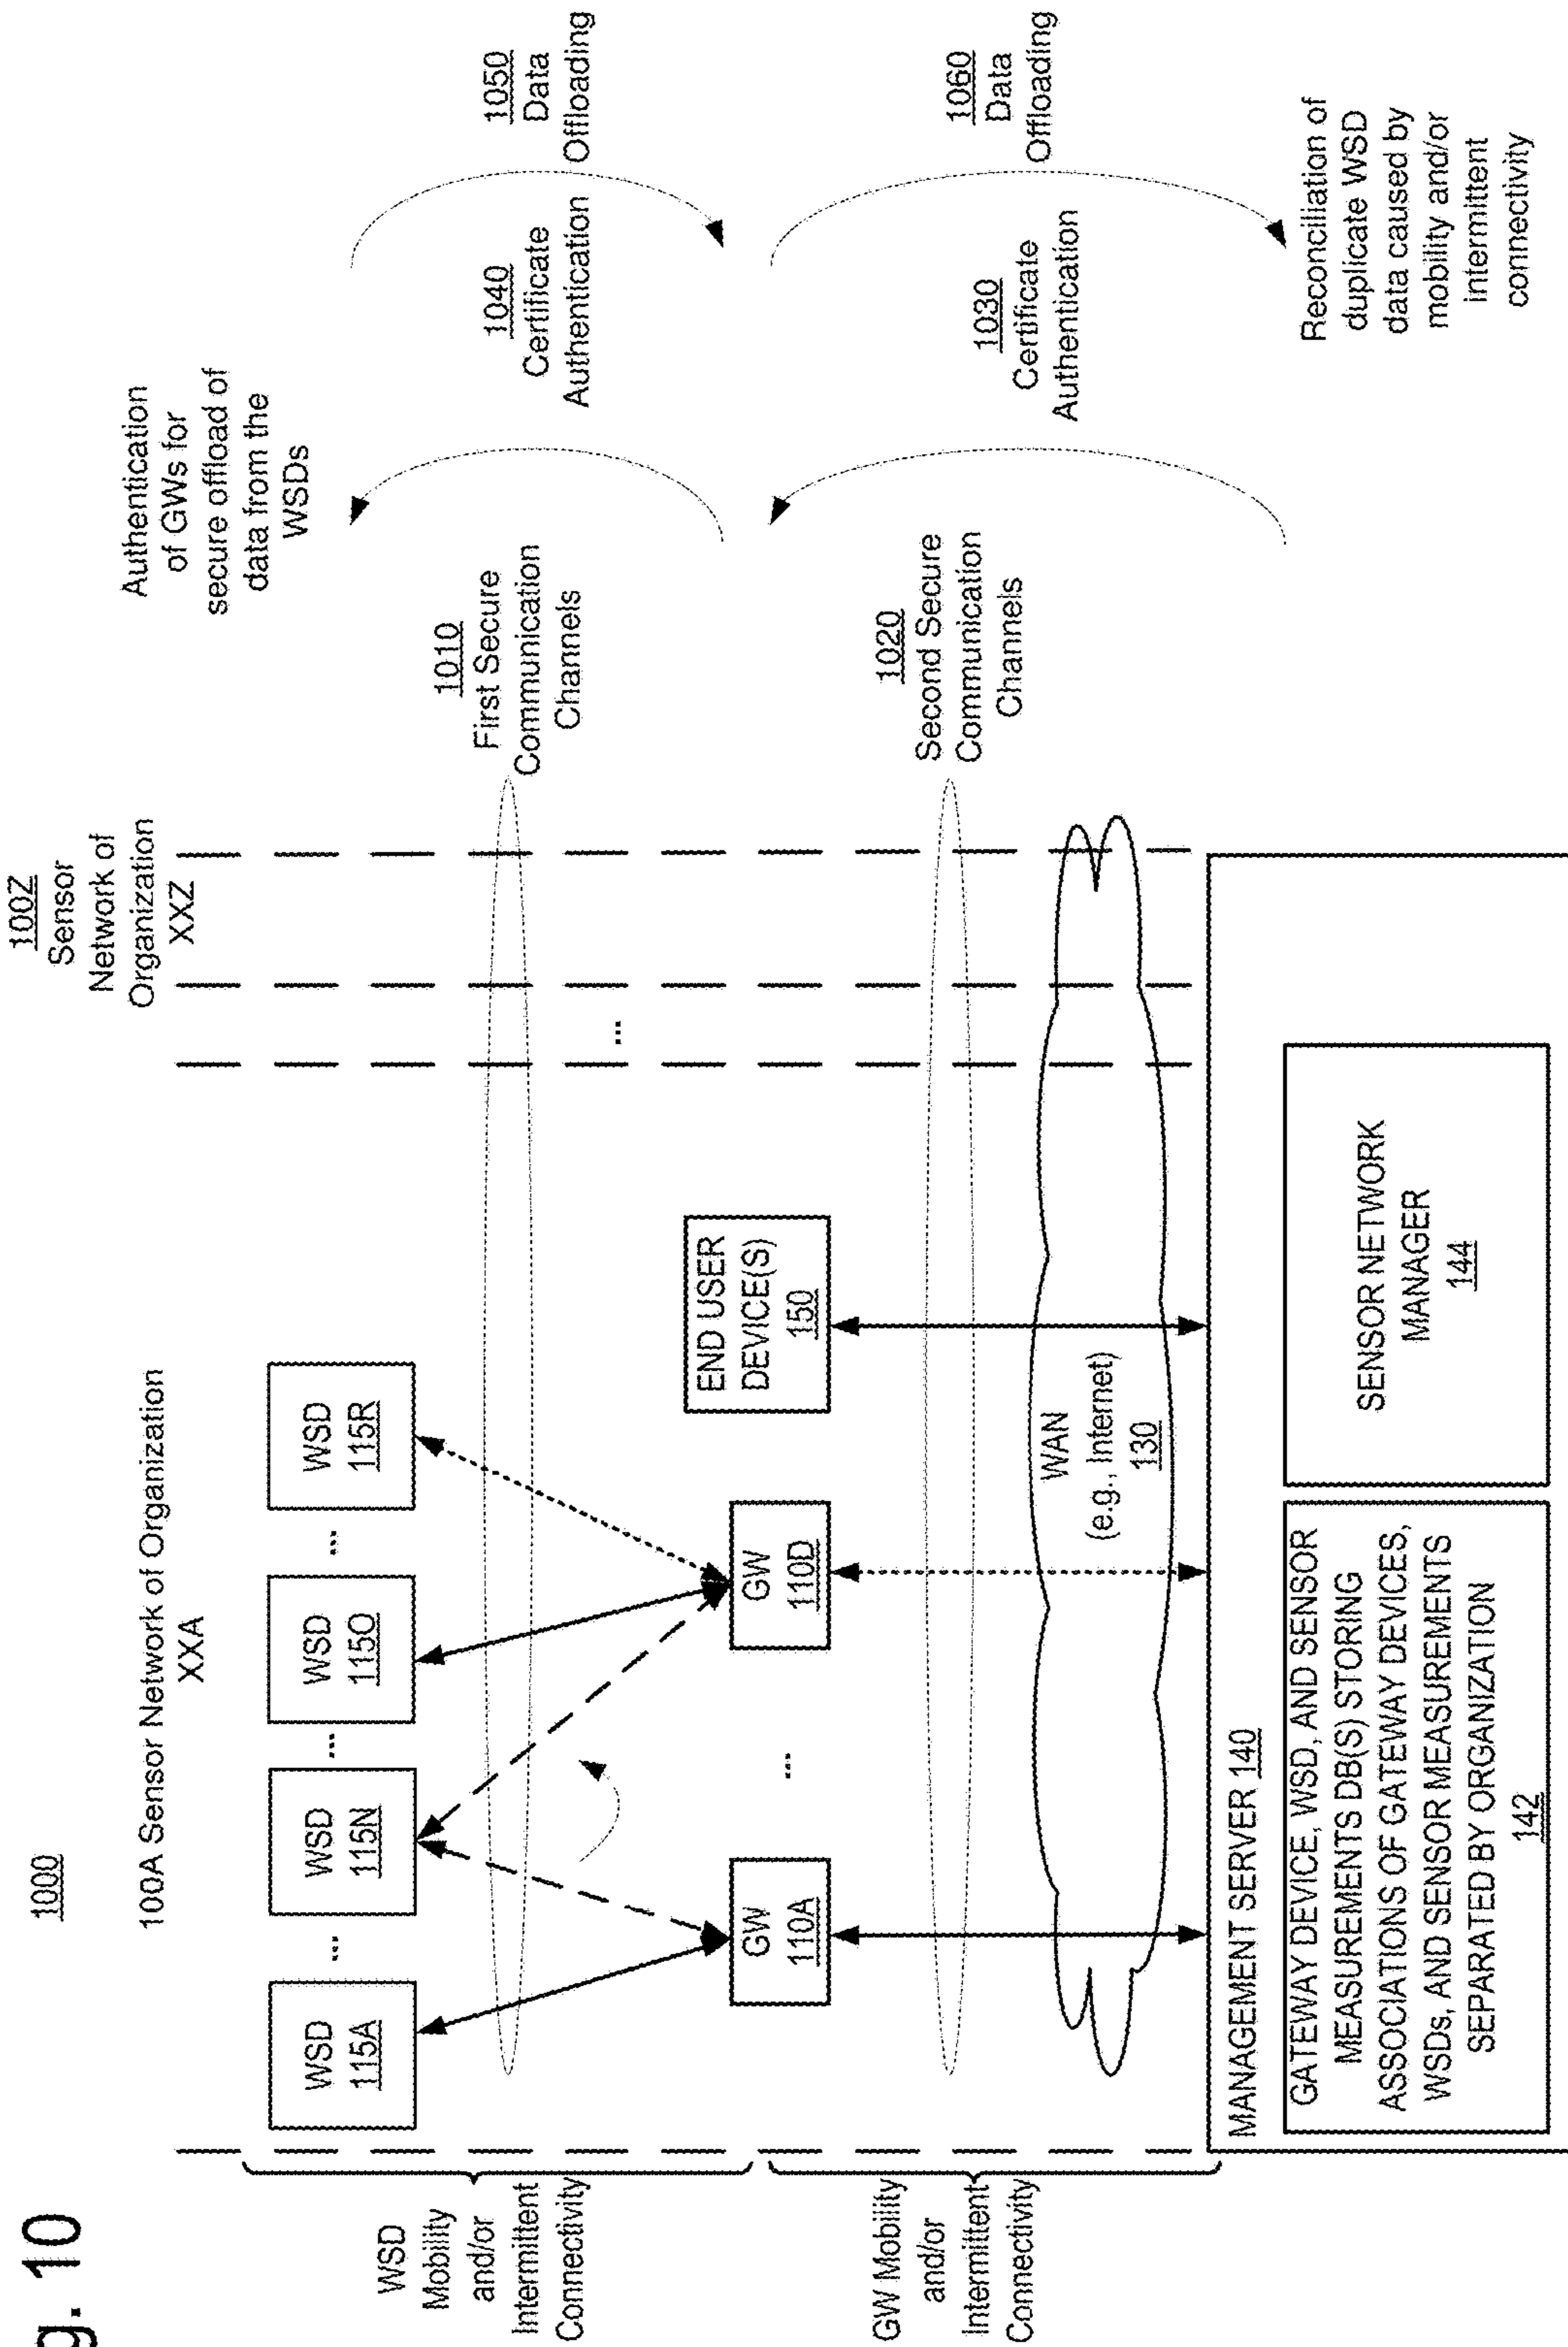 g. 10
1000
100A Sensor Network of Organization
XXA
100Z
Sensor
Network of
Organization
XXZ
Authentication
of GWs for
secure offload of
data from the
WSDs
WSD
Mobility
and/or
Intermittent
Connectivity
WSD
115A
...
WSD
115N
...
WSD
115O
...
WSD
115R
1010
First Secure
Communication
Channels
1040
Certificate
Authentication
1050
Data
Offloading
...
GW
110A
...
GW
110D
END USER
DEVICE(S)
150
GW Mobility
and/or
Intermittent
Connectivity
1020
Second Secure
Communication
Channels
1030
Certificate
Authentication
1060
Data
Offloading
WAN
(e.g., Internet)
130
MANAGEMENT SERVER 140
GATEWAY DEVICE, WSD, AND SENSOR
MEASUREMENTS DB(S) STORING
ASSOCIATIONS OF GATEWAY DEVICES,
WSDs, AND SENSOR MEASUREMENTS
SEPARATED BY ORGANIZATION
142
SENSOR NETWORK
MANAGER
144
Reconciliation of
duplicate WSD
data caused by
mobility and/or
intermittent
connectivity